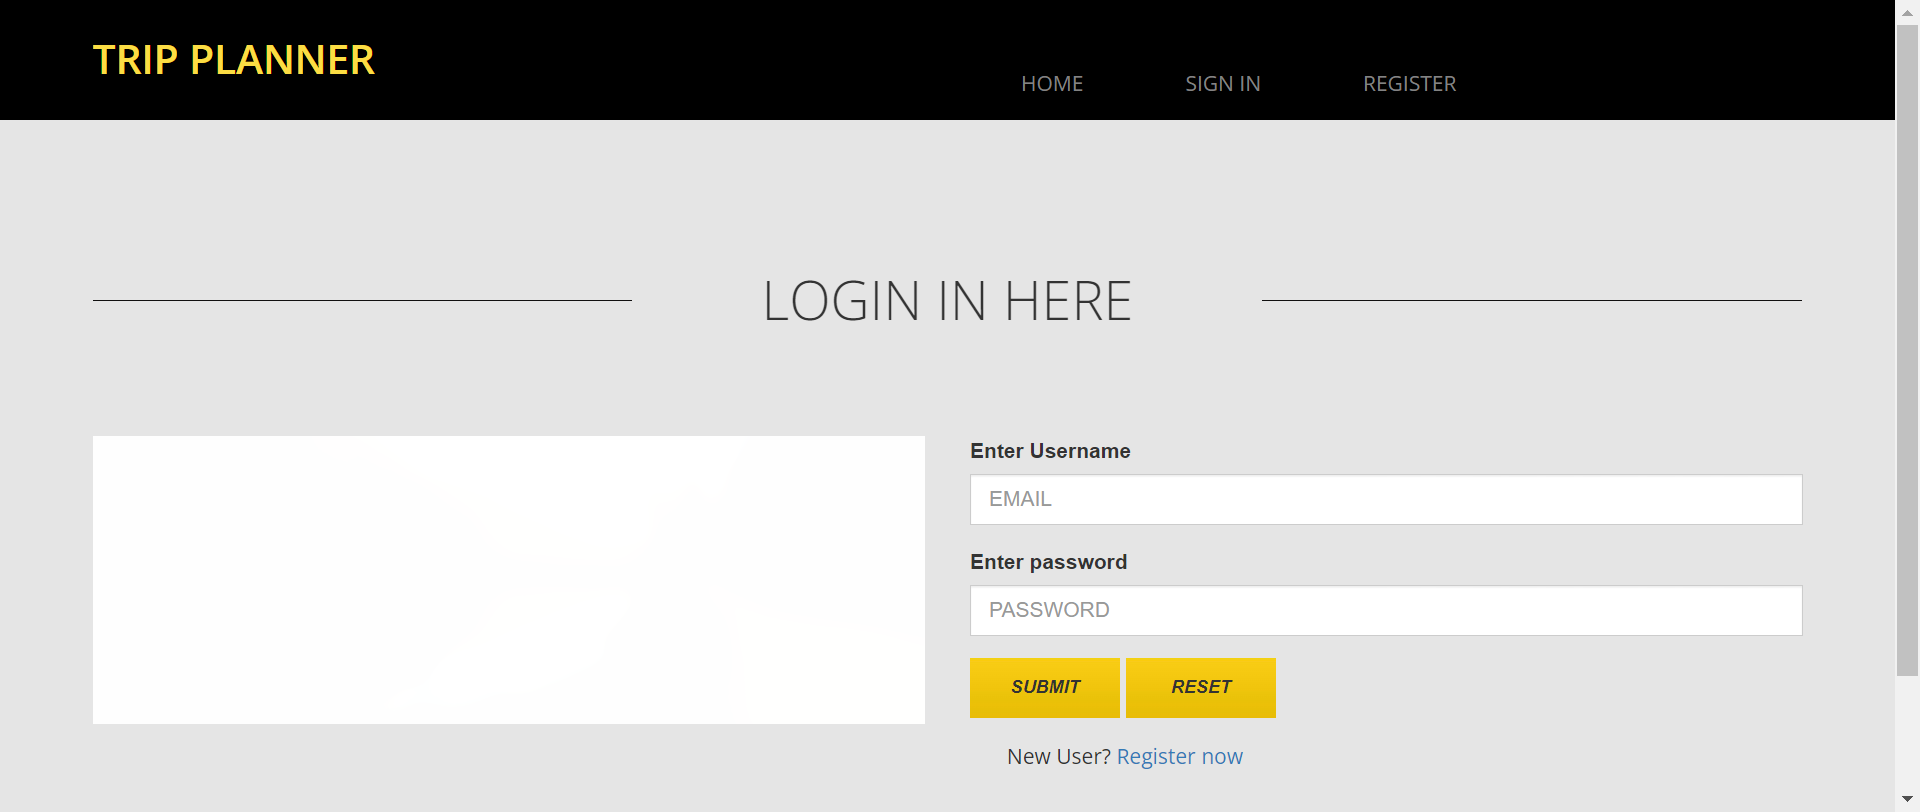 TRIP PLANNER
HOME SIGN IN REGISTER
LOGIN IN HERE
Enter Username
EMAIL
Enter password
PASSWORD
SUBMIT RESET
New User? Register now